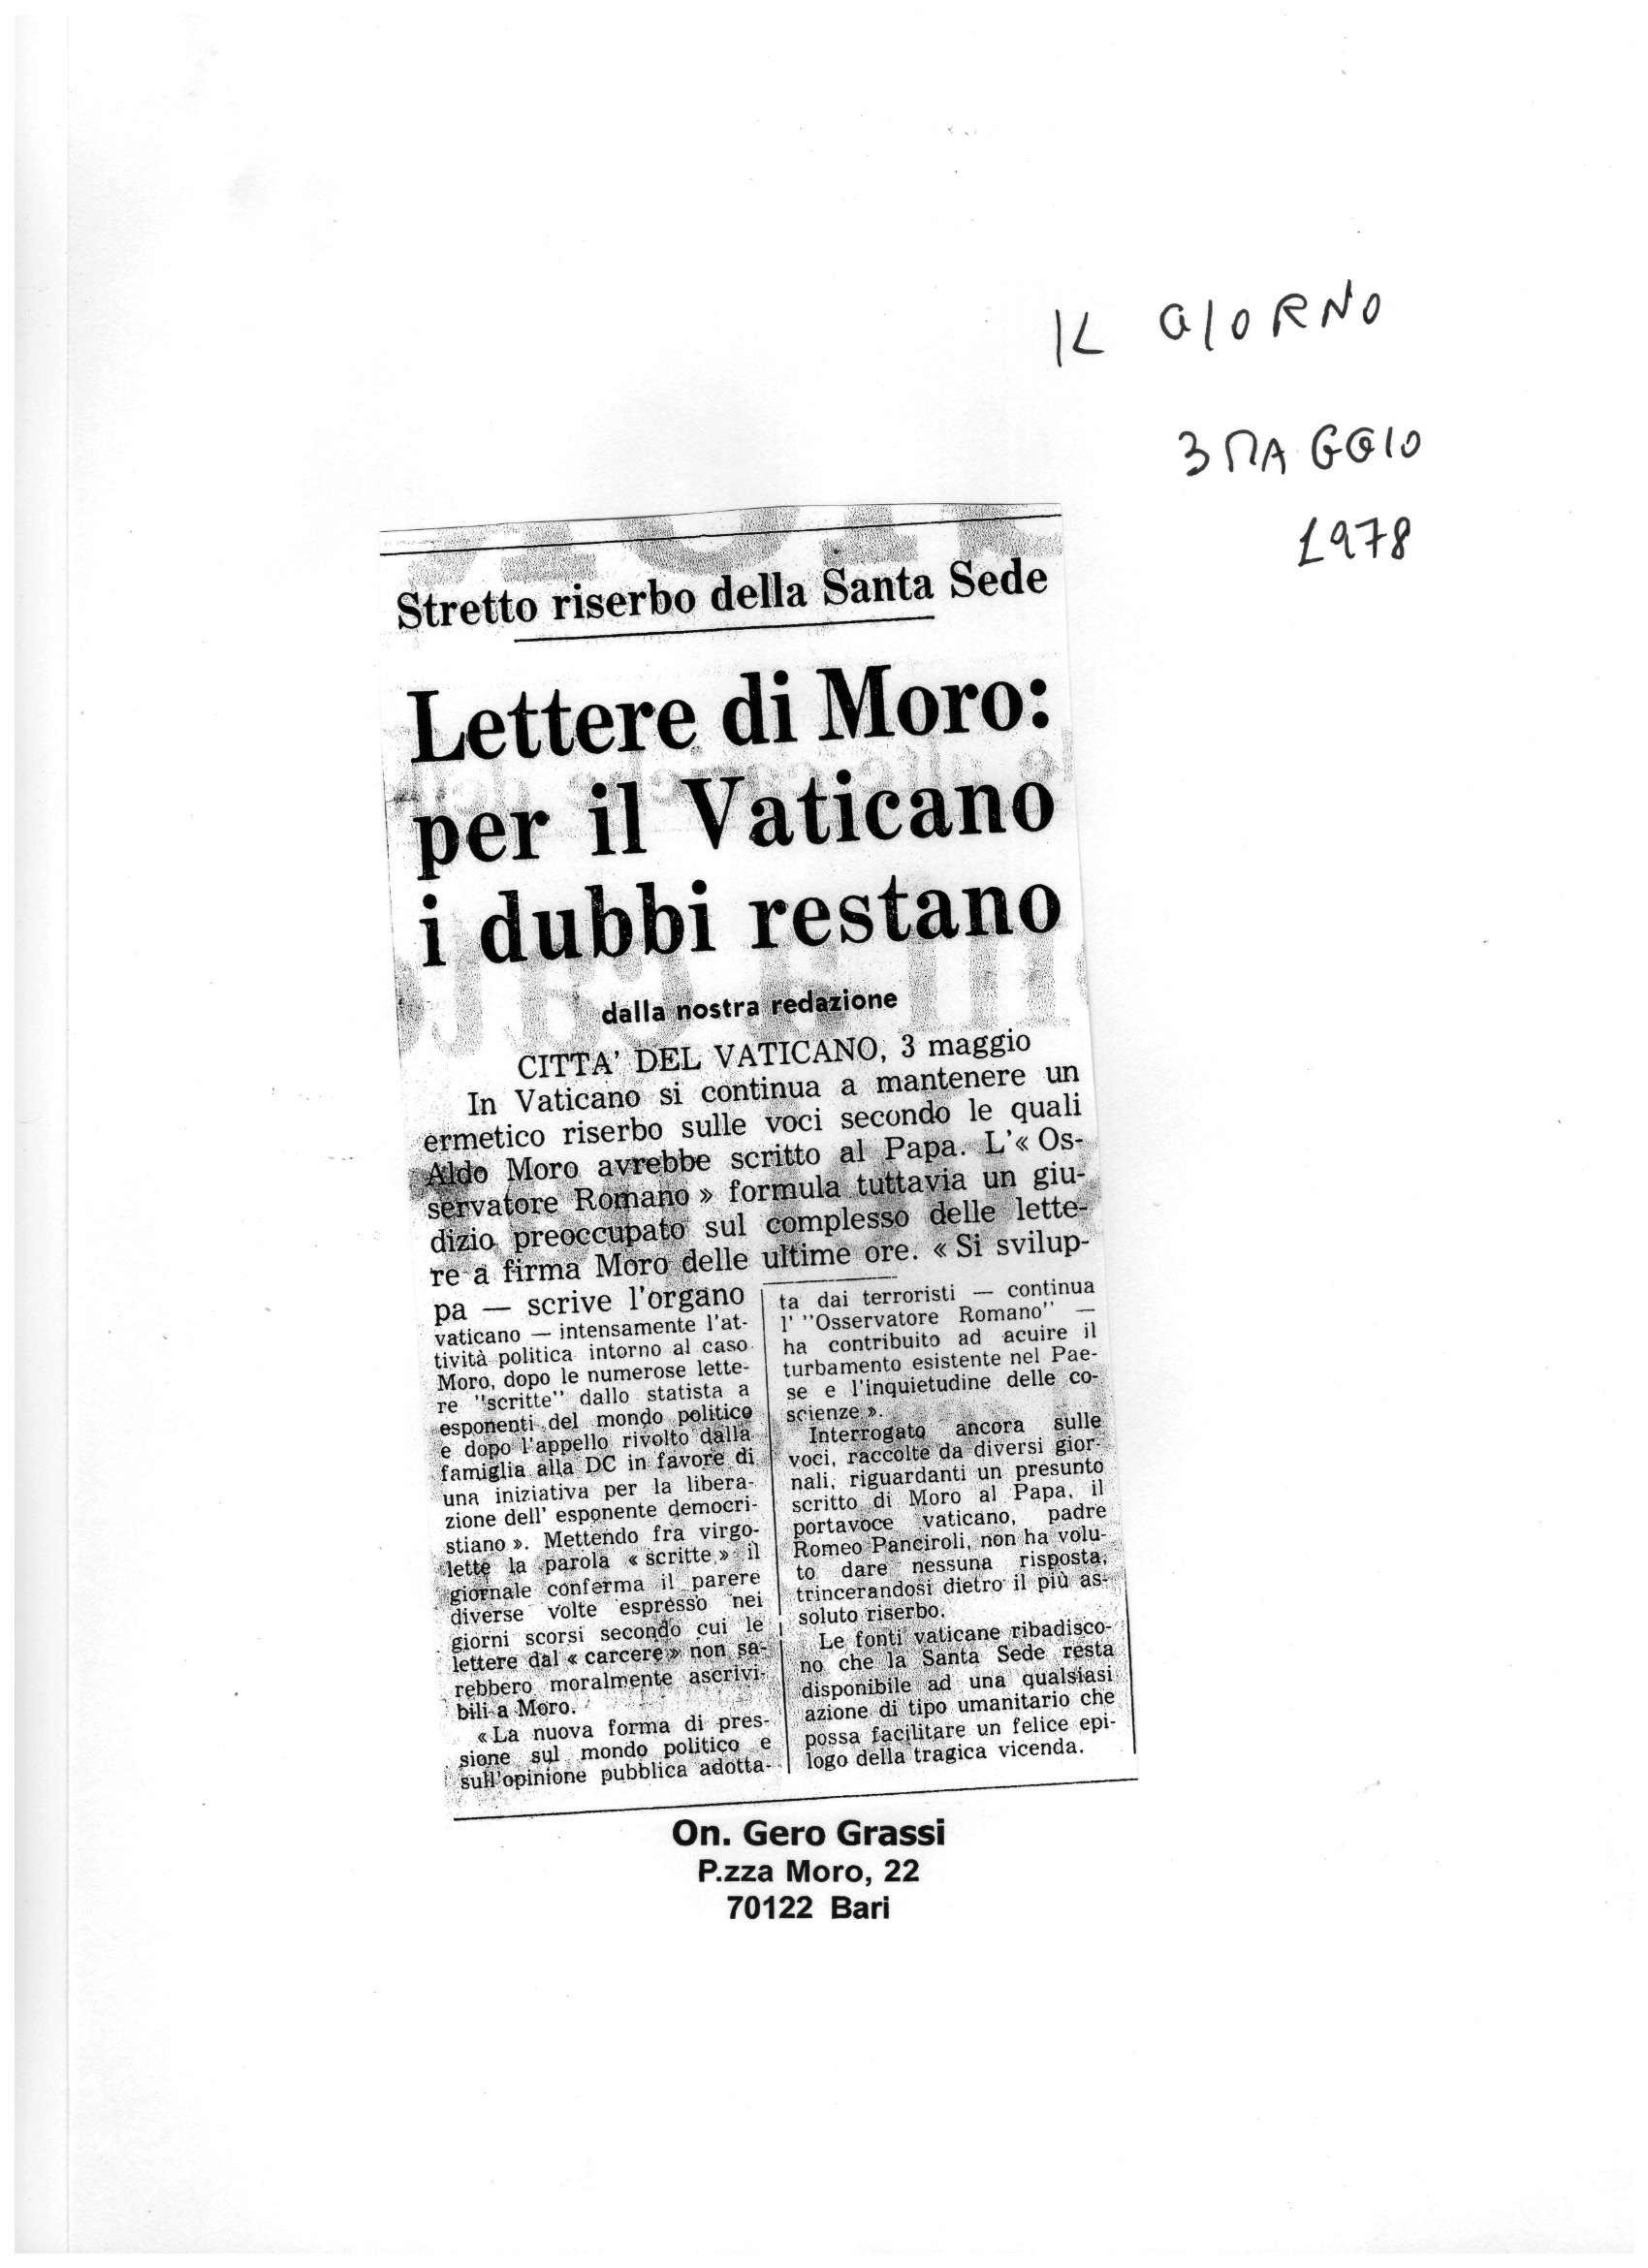 IL GIORNO
3 MAGGIO
1978
Stretto riserbo della Santa Sede
Lettere di Moro:
per il Vaticano
i dubbi restano
dalla nostra redazione
CITTA' DEL VATICANO, 3 maggio
In Vaticano si continua a mantenere un
ermetico riserbo sulle voci secondo le quali
Aldo Moro avrebbe scritto al Papa. L'« Os-
servatore Romano » formula tuttavia un giu-
dizio preoccupato sul complesso delle lette-
re a firma Moro delle ultime ore. « Si svilup-
pa — scrive l'organo
vaticano — intensamente l'at-
tività politica intorno al caso
Moro, dopo le numerose lette-
re "scritte" dallo statista a
esponenti del mondo politico
e dopo l'appello rivolto dalla
famiglia alla DC in favore di
una iniziativa per la libera-
zione dell' esponente democri-
stiano ». Mettendo fra virgo-
lette la parola « scritte » il
giornale conferma il parere
diverse volte espresso nei
giorni scorsi secondo cui le
lettere dal « carcere » non sa-
rebbero moralmente ascrivi-
bili a Moro.
« La nuova forma di pres-
sione sul mondo politico e
sull'opinione pubblica adotta-
ta dai terroristi — continua
l' "Osservatore Romano" —
ha contribuito ad acuire il
turbamento esistente nel Pae-
se e l'inquietudine delle co-
scienze ».
Interrogato ancora sulle
voci, raccolte da diversi gior-
nali, riguardanti un presunto
scritto di Moro al Papa, il
portavoce vaticano, padre
Romeo Panciroli, non ha volu-
to dare nessuna risposta,
trincerandosi dietro il più as-
soluto riserbo.
Le fonti vaticane ribadisco-
no che la Santa Sede resta
disponibile ad una qualsiasi
azione di tipo umanitario che
possa facilitare un felice epi-
logo della tragica vicenda.
On. Gero Grassi
P.zza Moro, 22
70122 Bari